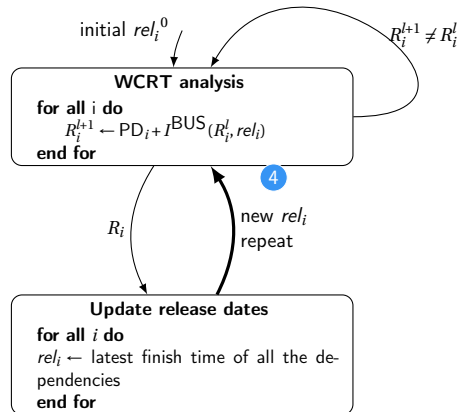 initial rel_i^0
R_i^{l+1} ≠ R_i^l
WCRT analysis
for all i do
R_i^{l+1} ← PD_i + I^{BUS}(R_i^l, rel_i)
end for
4
R_i
new rel_i
repeat
Update release dates
for all i do
rel_i ← latest finish time of all the de-
pendencies
end for